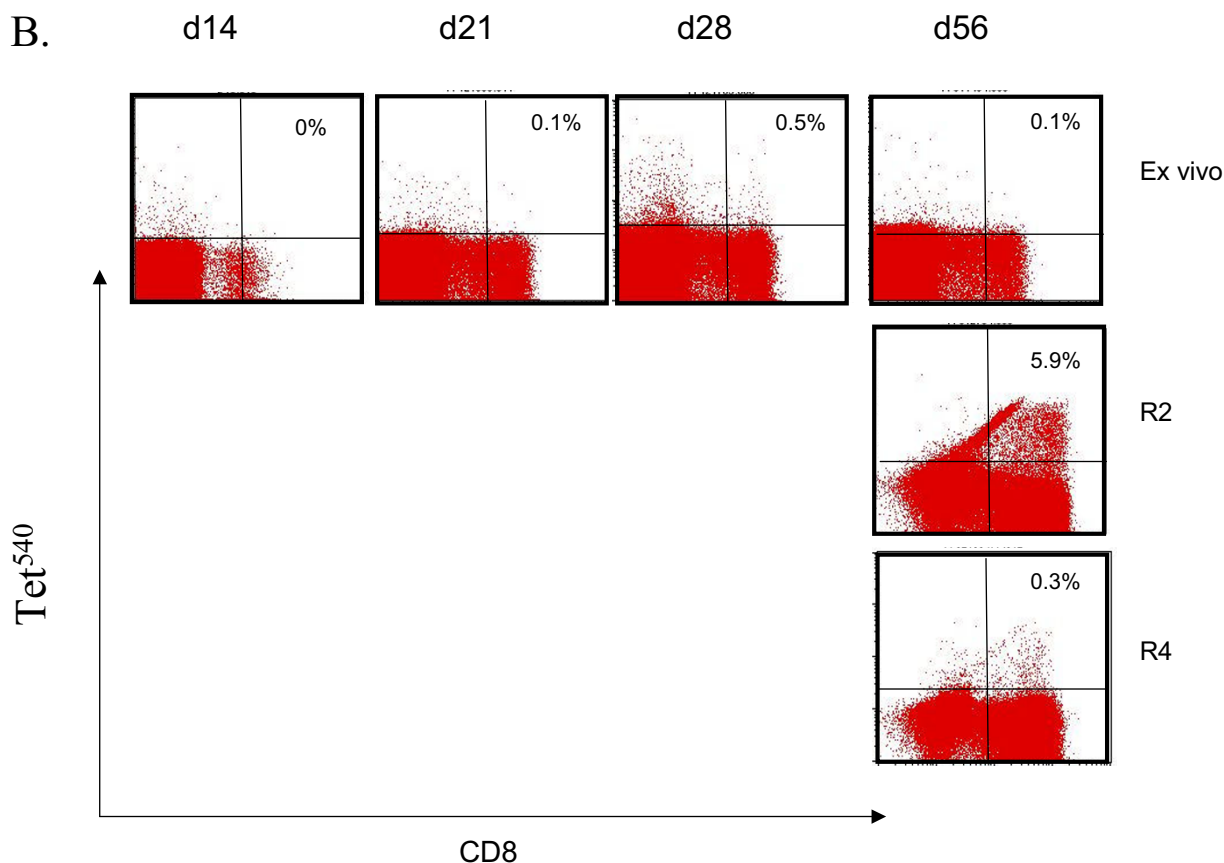 B.
d14 d21 d28 d56
0% 0.1% 0.5% 0.1%
Ex vivo
5.9%
R2
0.3%
R4
Tet540
CD8